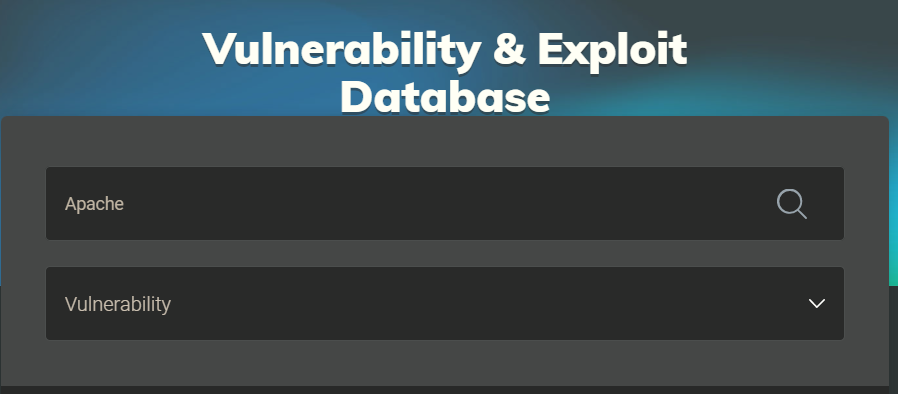 Vulnerability & Exploit
Database
Apache
Vulnerability